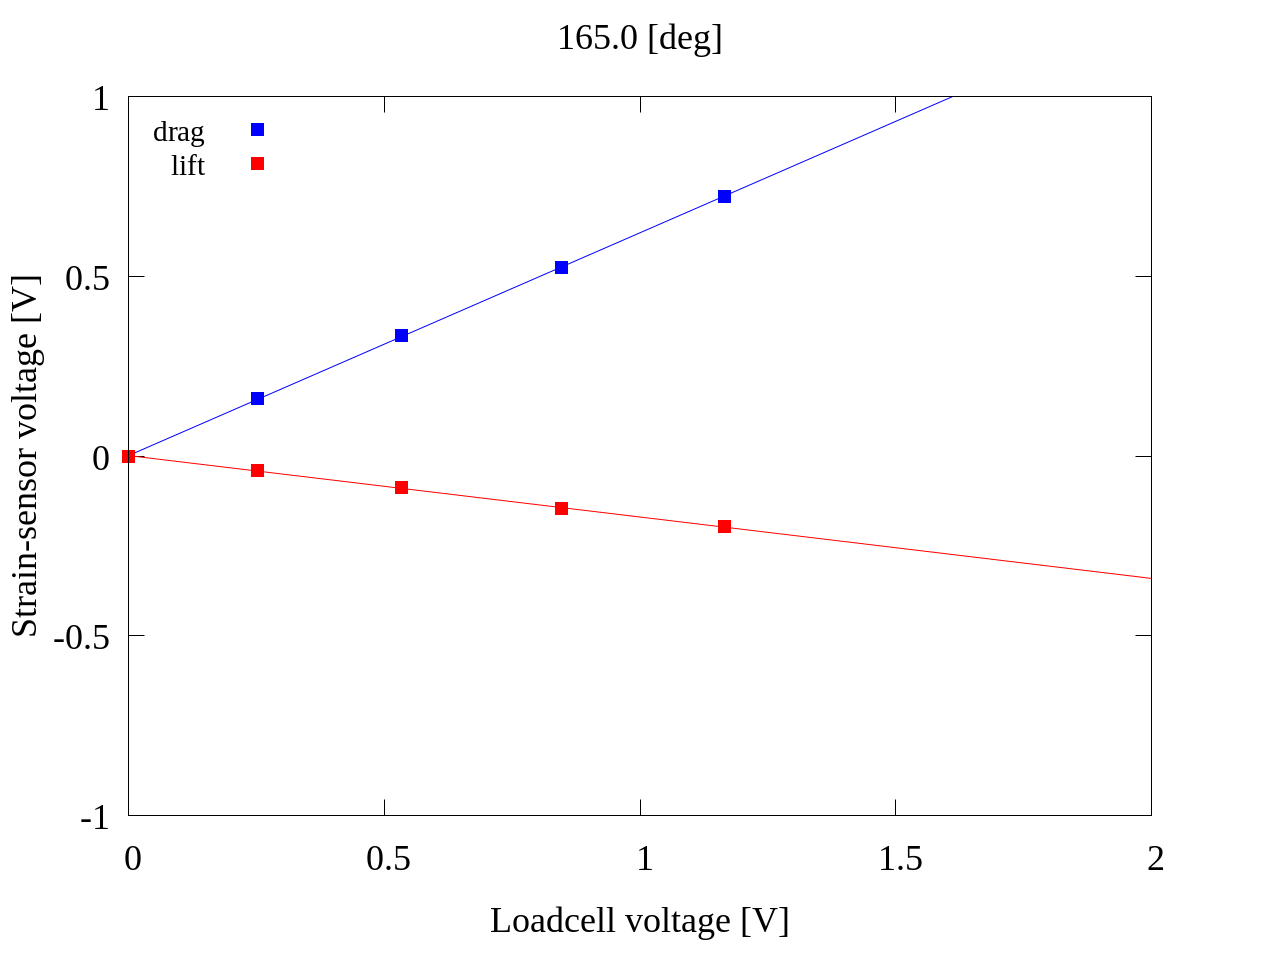 165.0 [deg]
drag
lift
1
0.5
0
-0.5
-1
Strain-sensor voltage [V]
0 0.5 1 1.5 2
Loadcell voltage [V]